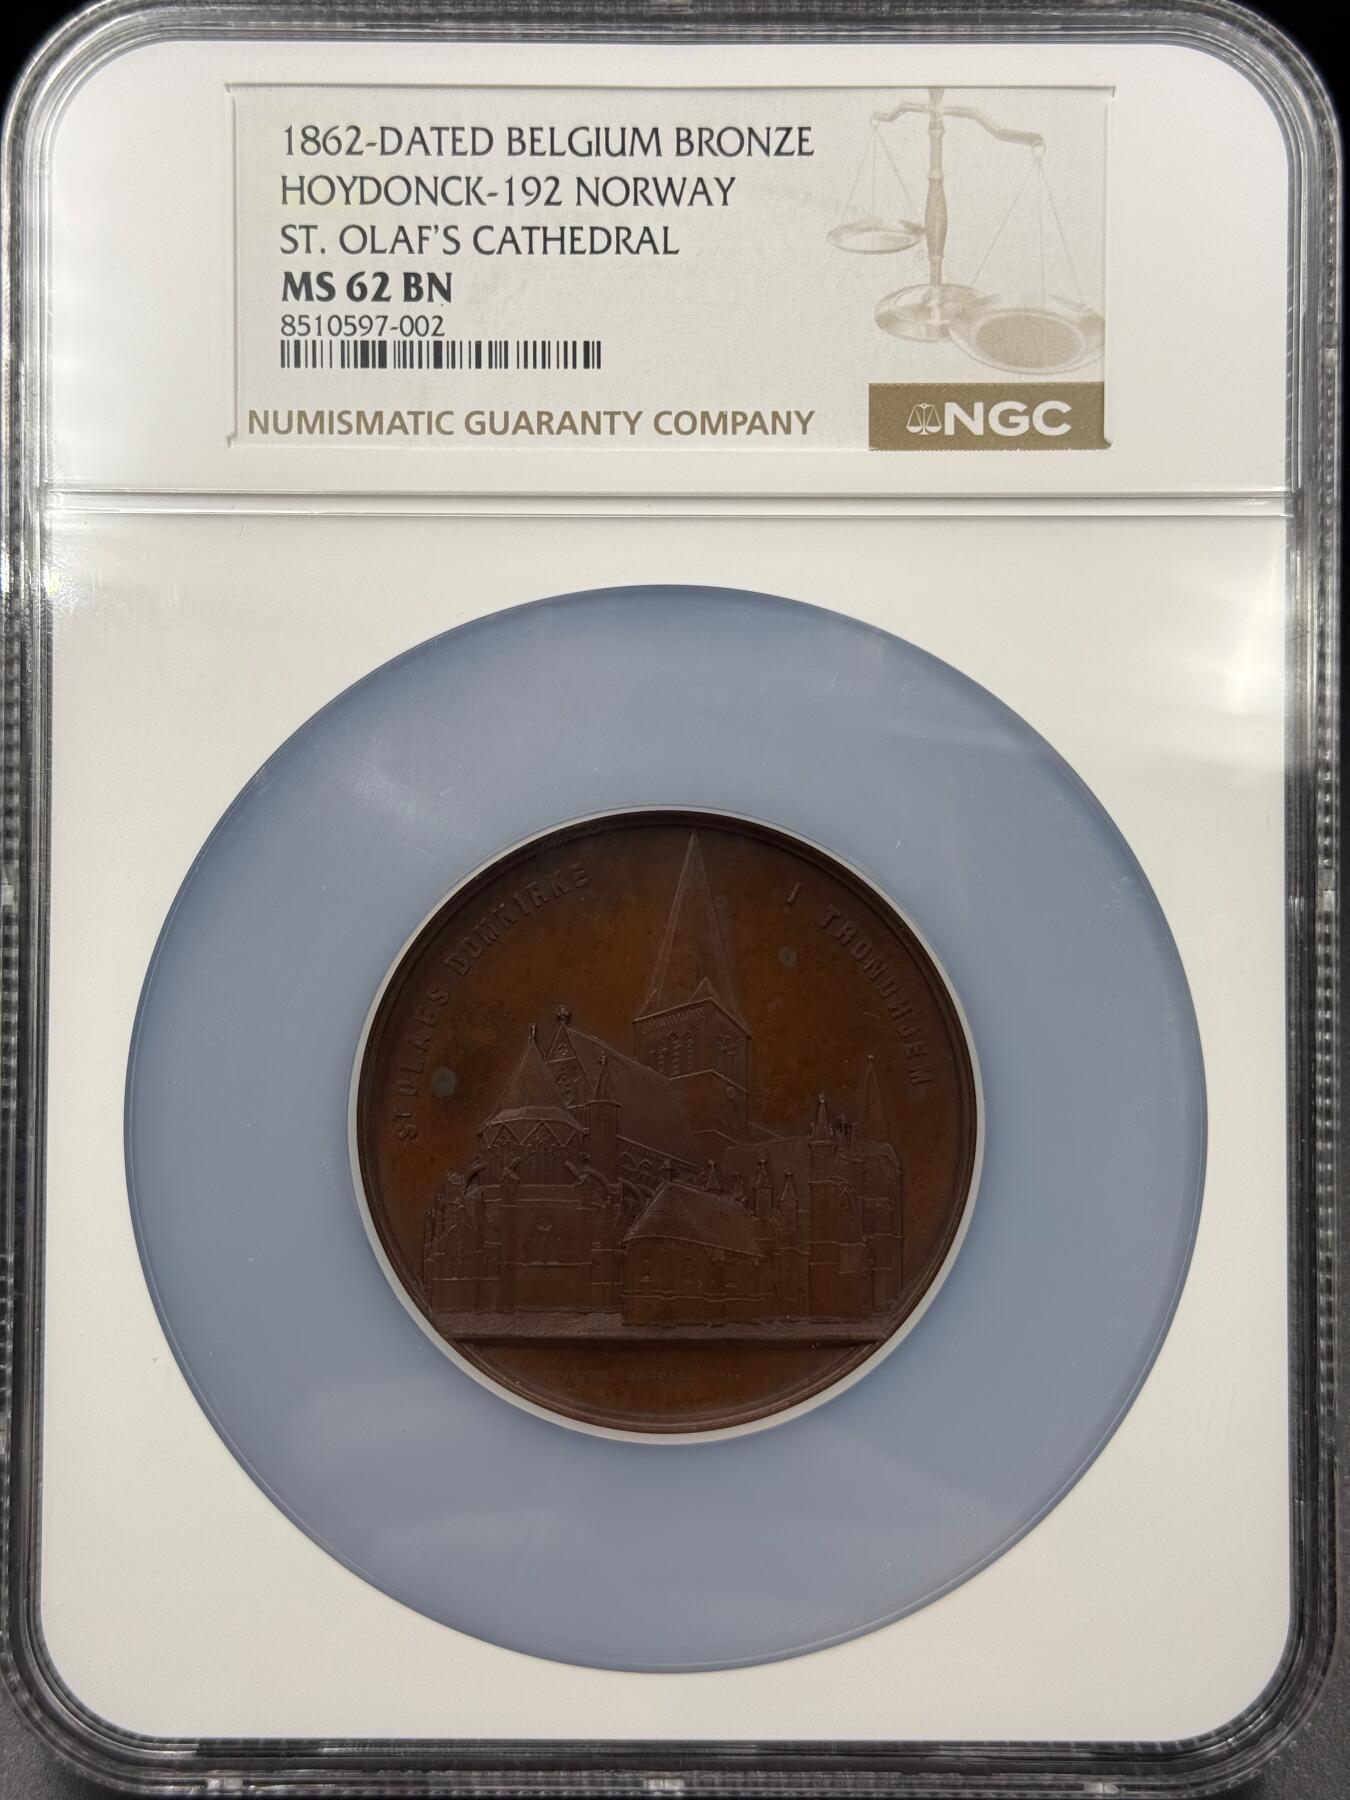 1862-DATED BELGIUM BRONZE
HOYDONCK-192 NORWAY
ST. OLAF'S CATHEDRAL
MS 62 BN
8510597-002
NUMISMATIC GUARANTY COMPANY
NGC
ST OLAFS DOMKIRKE I TRONDHJEM